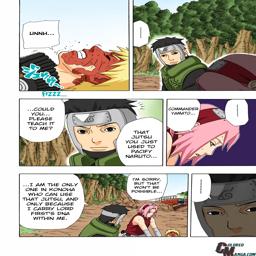 UNNH...
FIZZ...
...
COMMANDER
YAMATO...
...
...COULD
YOU...
PLEASE
TEACH IT
TO ME?
THAT
JUTSU
YOU JUST
USED TO
PACIFY
NARUTO...
...
...I AM THE ONLY
ONE IN KONOHA
WHO CAN USE
THAT JUTSU, AND
ONLY BECAUSE
I CARRY LORD
FIRST'S DNA
WITHIN ME.
I'M SORRY,
BUT THAT
WON'T BE
POSSIBLE...
COLORED
MANGA.COM